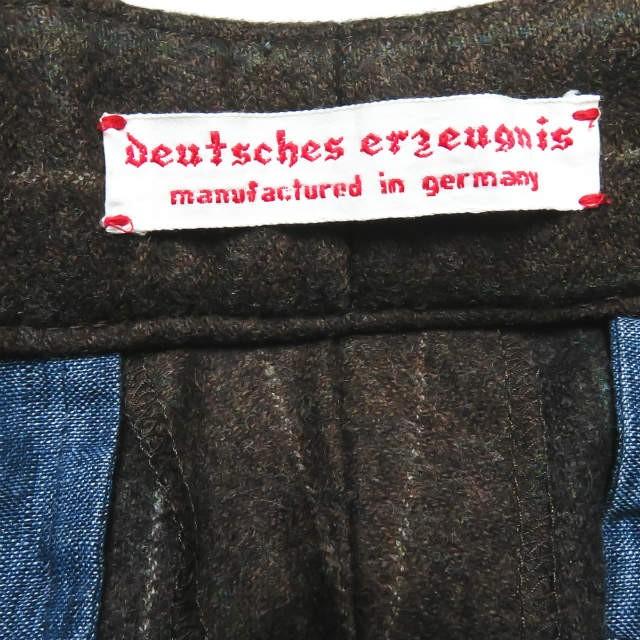 deutsches erzeugnis
manufactured in germany